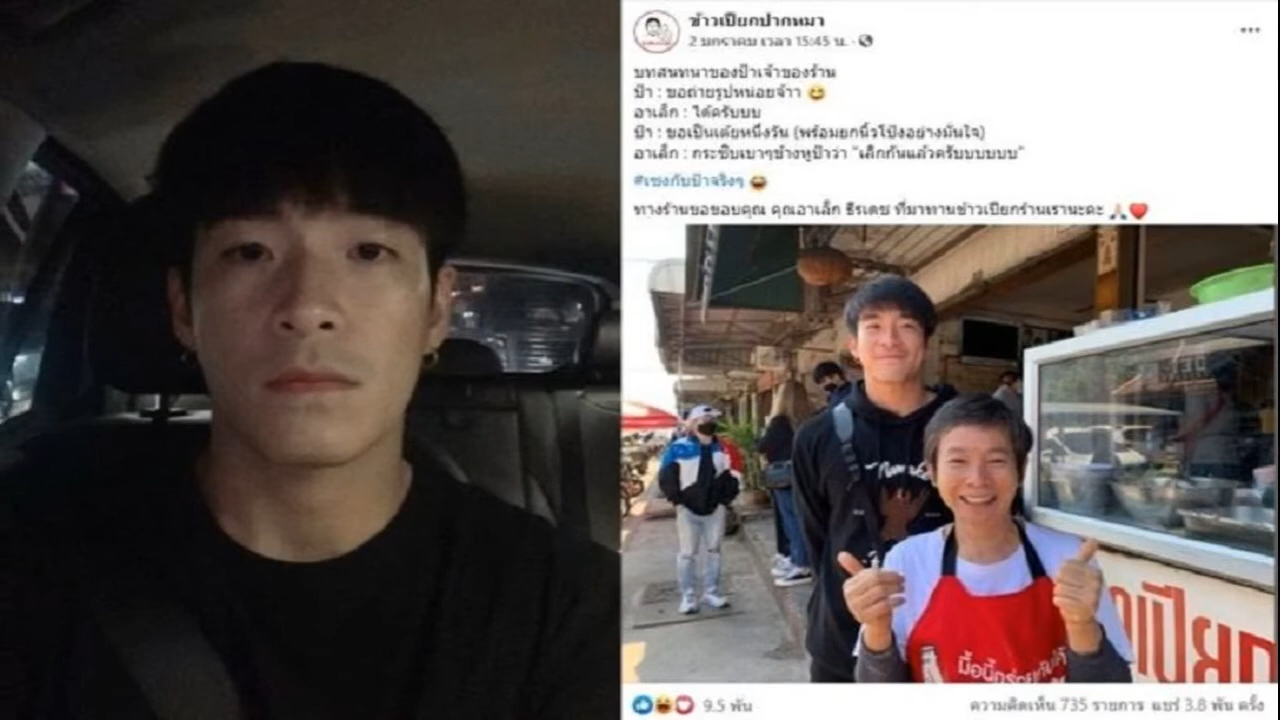 ข้าวเปียกปากหมา
2 มกราคม เวลา 15:45 น.
บทสนทนาของป้าเจ้าของร้าน
ป้า : ขอถ่ายรูปหน่อยจ้าา 😄
อาเล็ก : ได้ครับบบ
ป้า : ขอเป็นเต้ยหนึ่งวัน (พร้อมยกนิ้วโป้งอย่างมั่นใจ)
อาเล็ก : กระซิบเบาๆข้างหูป้าว่า "เลิกกันแล้วครับบบบบบ"
#เซงกับป้าจริงๆ 😂
ทางร้านขอขอบคุณ คุณอาเล็ก ธีรเดช ที่มาทานข้าวเปียกร้านเรานะคะ 🙏🏻❤️
เปียก
มื้อนี้
9.5 พัน
ความคิดเห็น 735 รายการ แชร์ 3.8 พัน ครั้ง